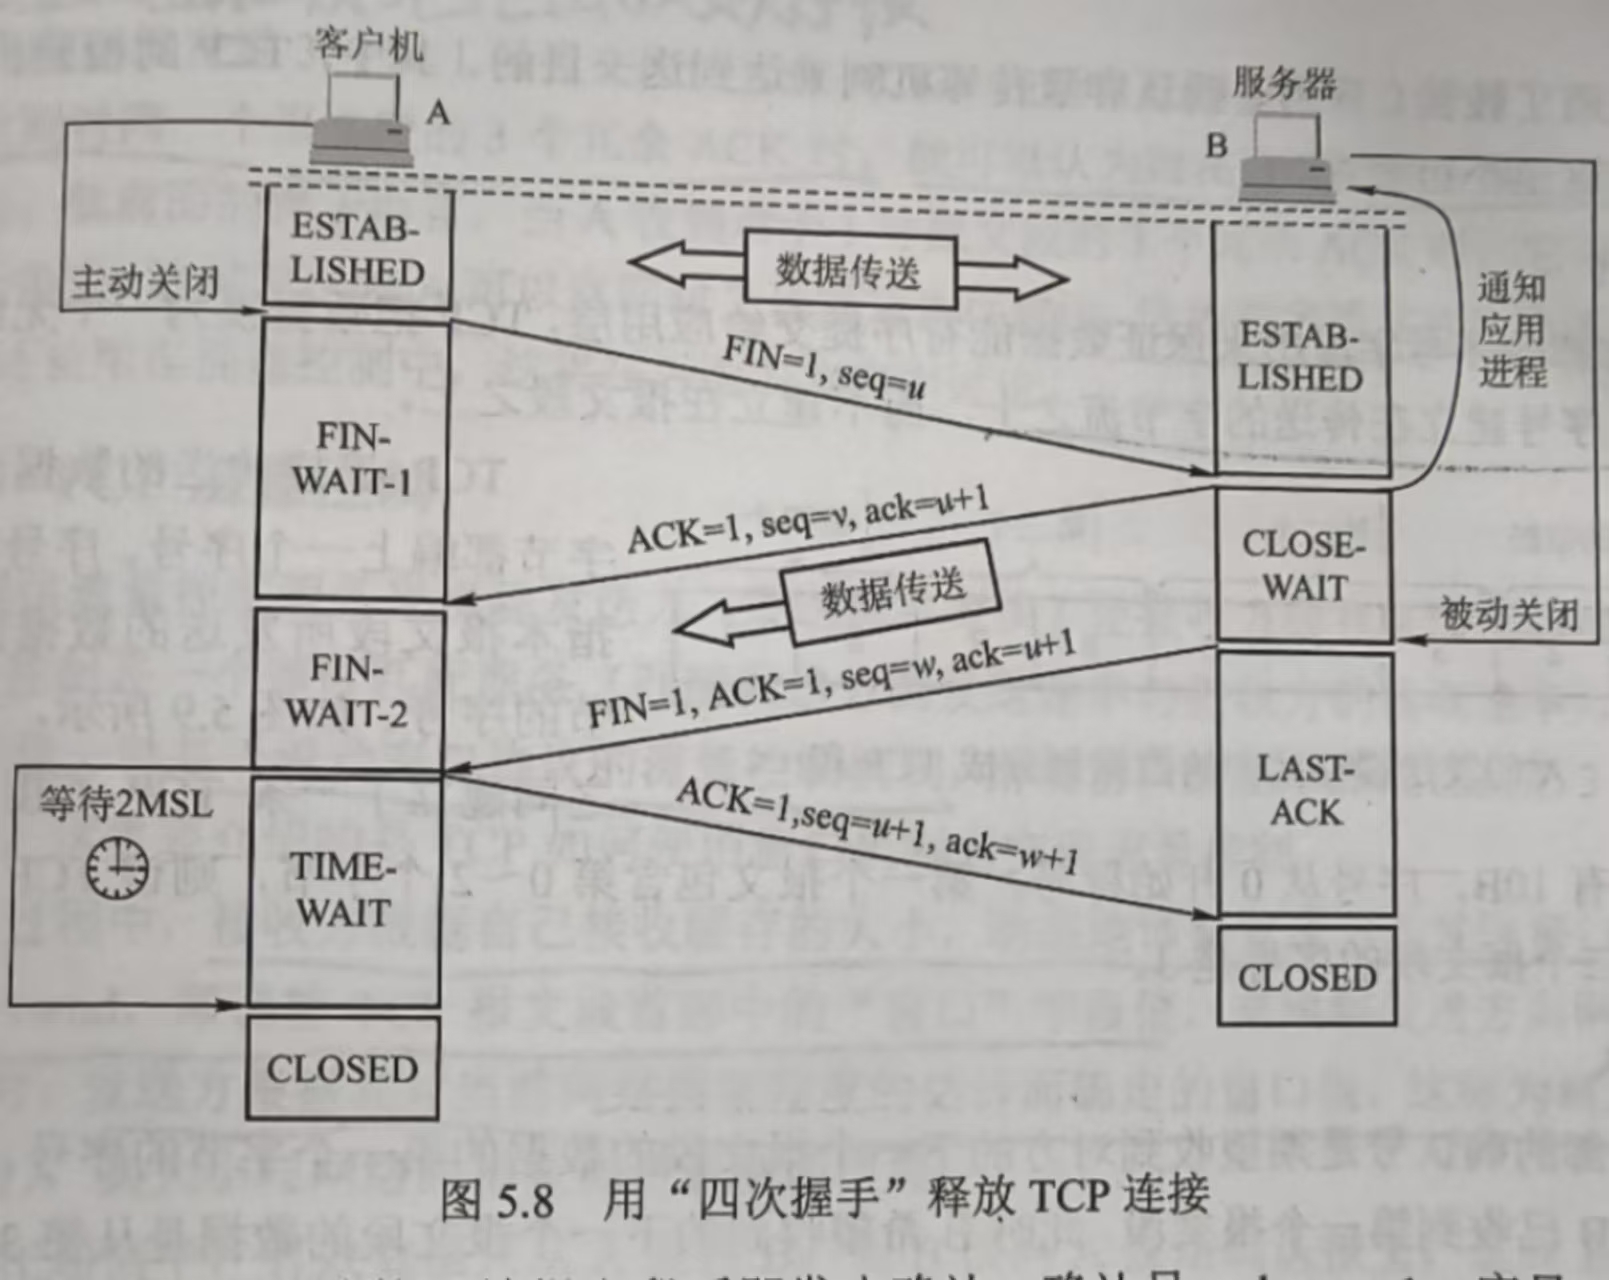 客户机
A
服务器
B
ESTAB-
LISHED
主动关闭
数据传送
ESTAB-
LISHED
通知
应用
进程
FIN=1, seq=u
FIN-
WAIT-1
ACK=1, seq=v, ack=u+1
CLOSE-
WAIT
数据传送
被动关闭
FIN-
WAIT-2
FIN=1, ACK=1, seq=w, ack=u+1
等待2MSL
TIME-
WAIT
ACK=1,seq=u+1, ack=w+1
LAST-
ACK
CLOSED
CLOSED
图 5.8 用“四次握手”释放 TCP 连接